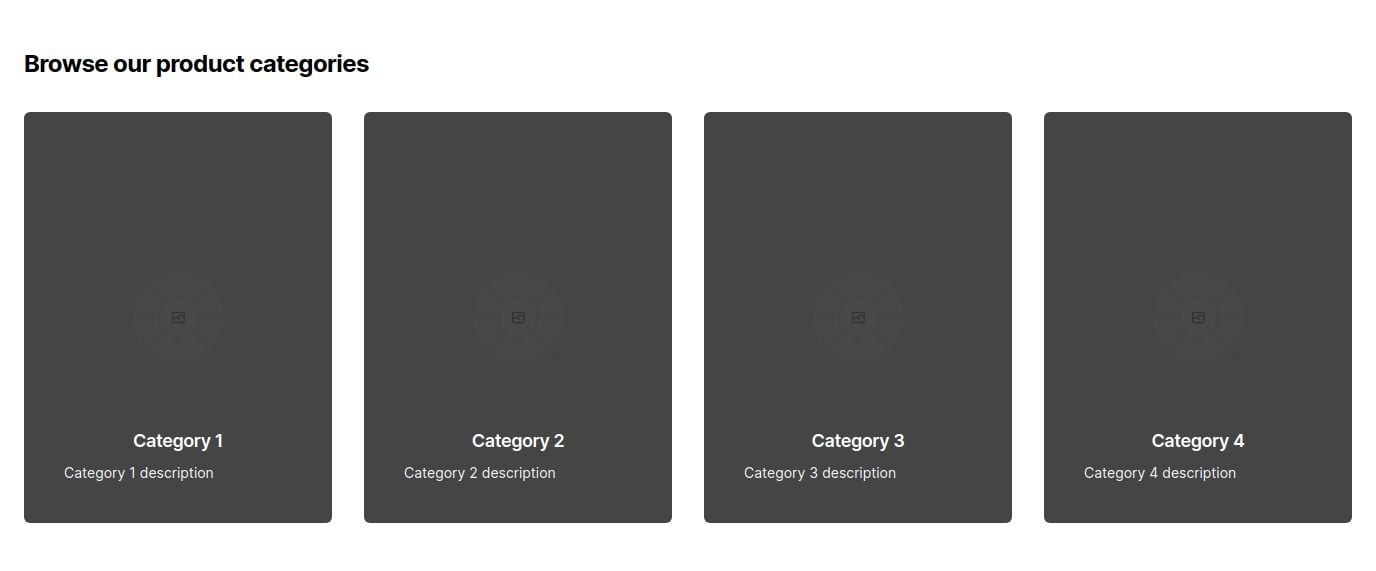 Browse our product categories
Category 1
Category 1 description
Category 2
Category 2 description
Category 3
Category 3 description
Category 4
Category 4 description